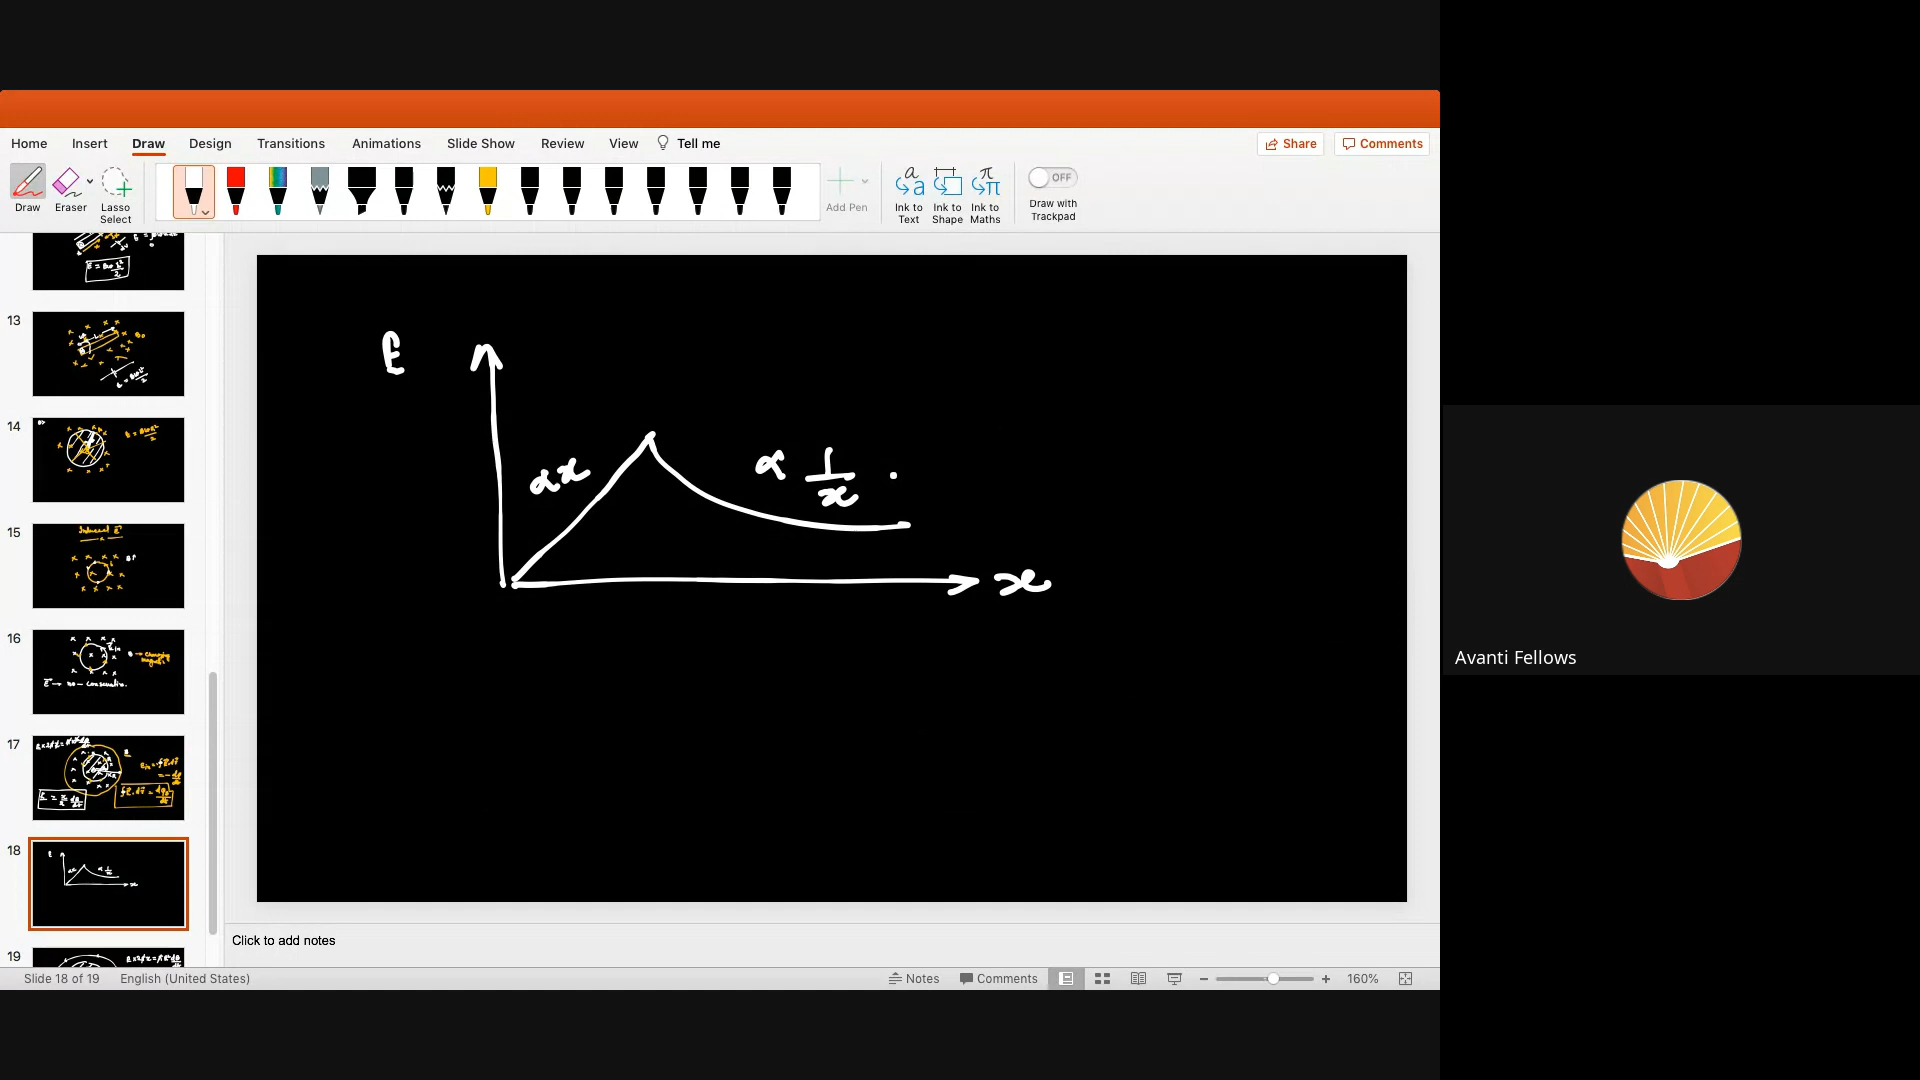 Home Insert Draw Design Transitions Animations Slide Show Review View Tell me Share Comments
Draw Eraser Lasso Select Add Pen Ink to Text Ink to Shape Ink to Maths OFF Draw with Trackpad
13
14
15
Induced E
16
17
18
19
E
∝ x
∝ 1/x
x
Click to add notes
Slide 18 of 19 English (United States) Notes Comments 160%
Avanti Fellows